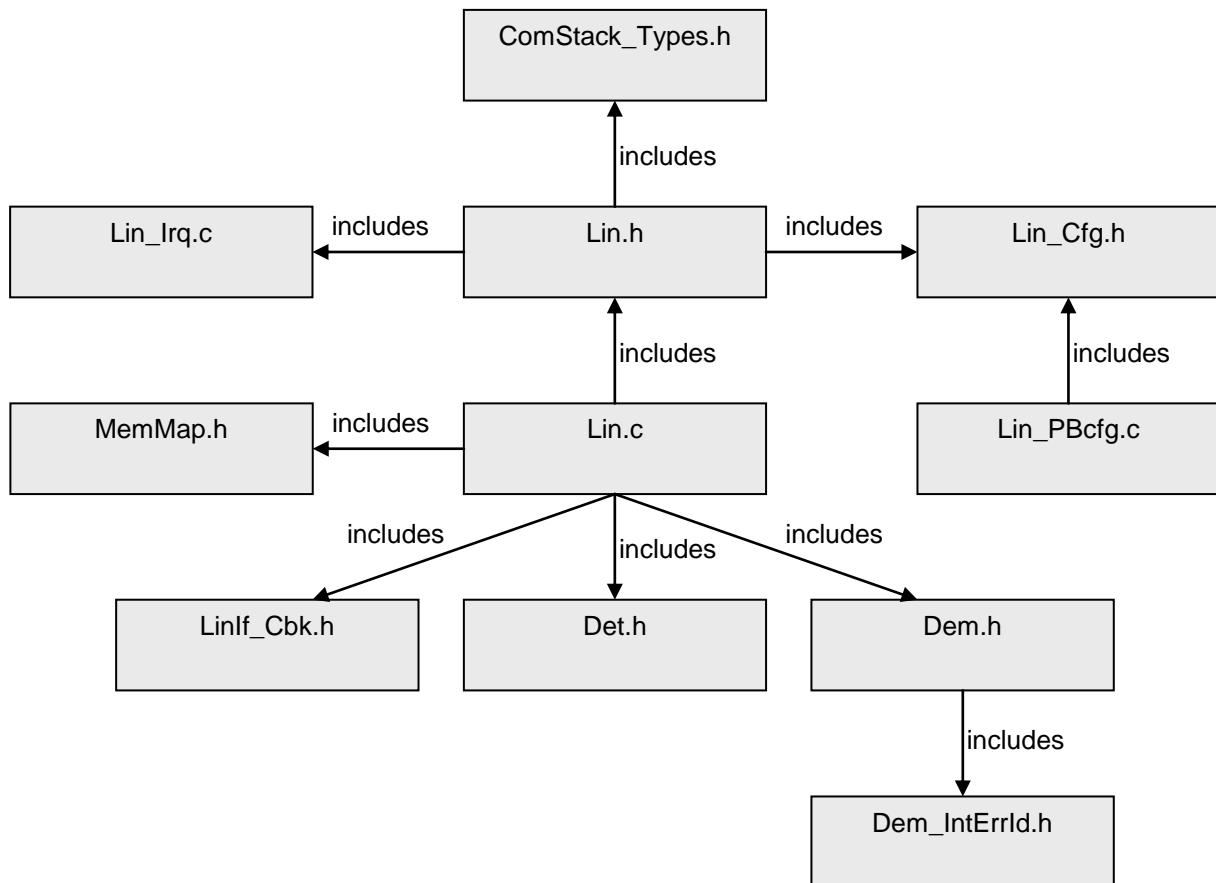 ComStack_Types.h
includes
Lin_Irq.c
includes
Lin.h
includes
Lin_Cfg.h
includes
includes
MemMap.h
includes
Lin.c
Lin_PBcfg.c
includes
includes
includes
LinIf_Cbk.h
Det.h
Dem.h
includes
Dem_IntErrId.h